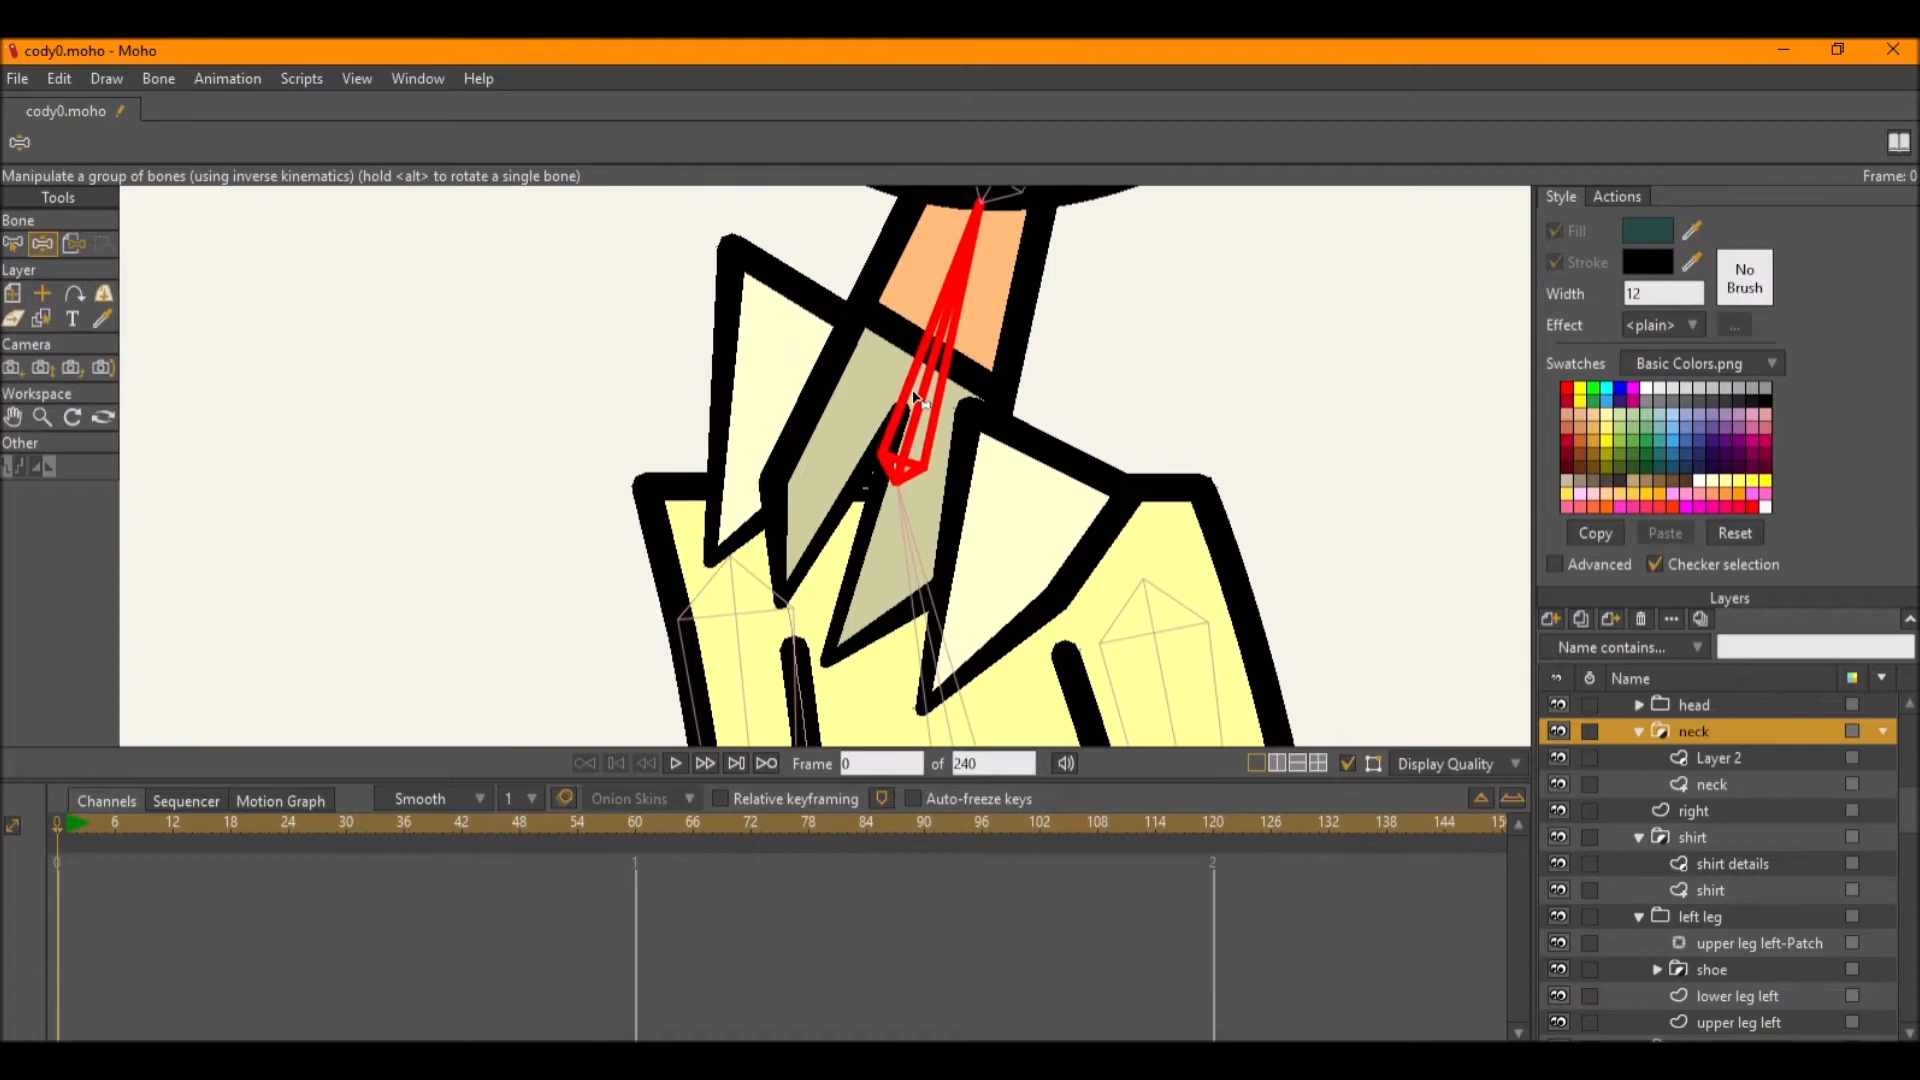 cody0.moho - Moho
File Edit Draw Bone Animation Scripts View Window Help
cody0.moho
Manipulate a group of bones (using inverse kinematics) (hold <alt> to rotate a single bone)
Frame: 0
Tools
Bone
Layer
T
Camera
Workspace
Other
Style Actions
Fill
Stroke
No
Brush
Width 12
Effect <plain> ...
Swatches Basic Colors.png
Copy Paste Reset
Advanced Checker selection
Layers
Name contains...
Name
head
neck
Layer 2
neck
right
shirt
shirt details
shirt
left leg
upper leg left-Patch
shoe
lower leg left
upper leg left
Frame 0 of 240 Display Quality
Channels Sequencer Motion Graph Smooth 1 Onion Skins Relative keyframing Auto-freeze keys
0 6 12 18 24 30 36 42 48 54 60 66 72 78 84 90 96 102 108 114 120 126 132 138 144 15
0 1 2